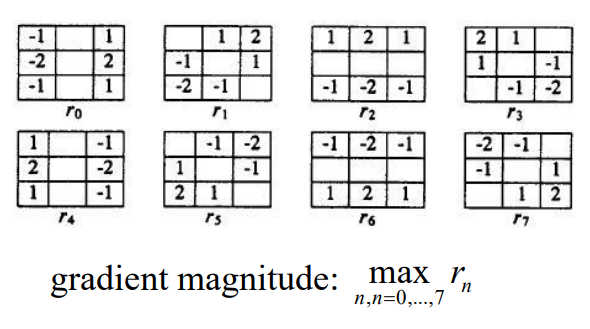 -1 1 1 2 1 2 1 2 1
-2 2 -1 1 1 -1
-1 1 -2 -1 -1 -2 -1 -1 -2
r0 r1 r2 r3
1 -1 -1 -2 -1 -2 -1 -2 -1
2 -2 1 -1 -1 1
1 -1 2 1 1 2 1 1 2
r4 r5 r6 r7
gradient magnitude: max rn
n,n=0,...,7